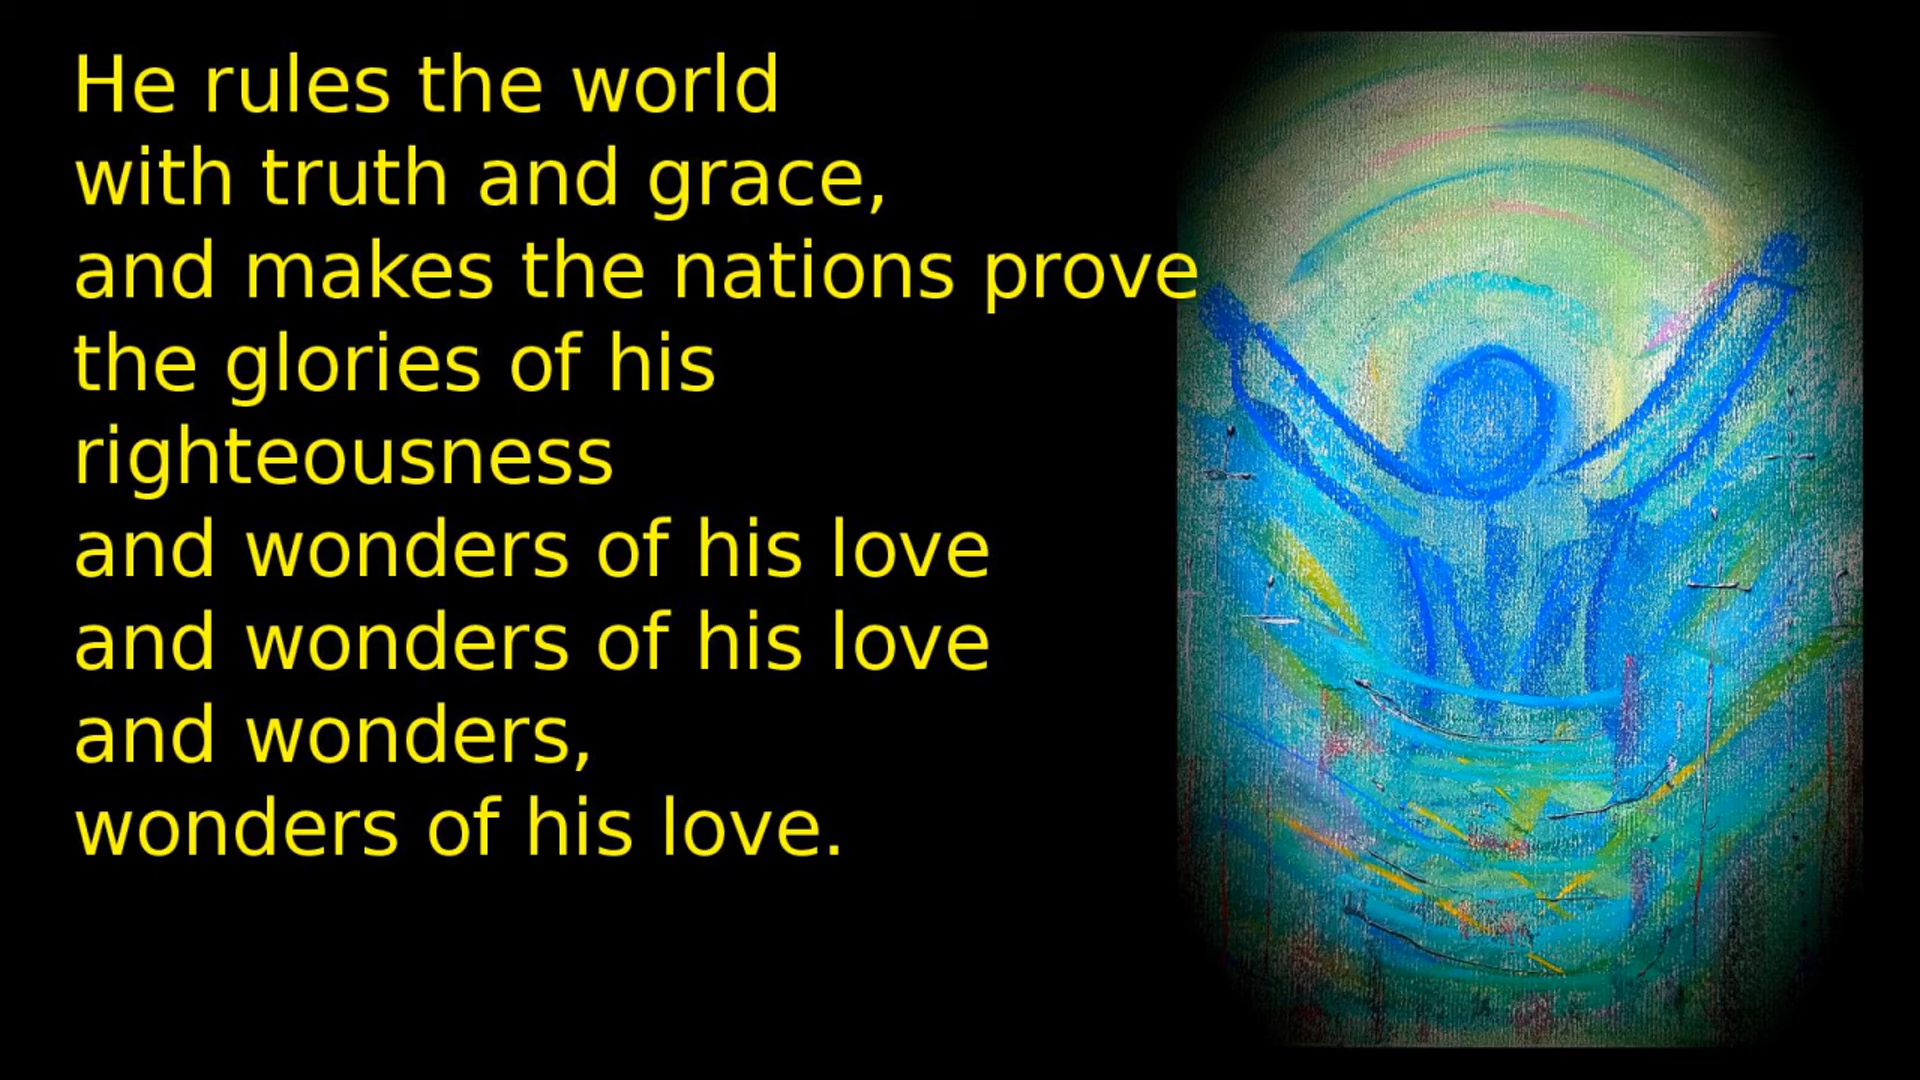 He rules the world
with truth and grace,
and makes the nations prove
the glories of his
righteousness
and wonders of his love
and wonders of his love
and wonders,
wonders of his love.